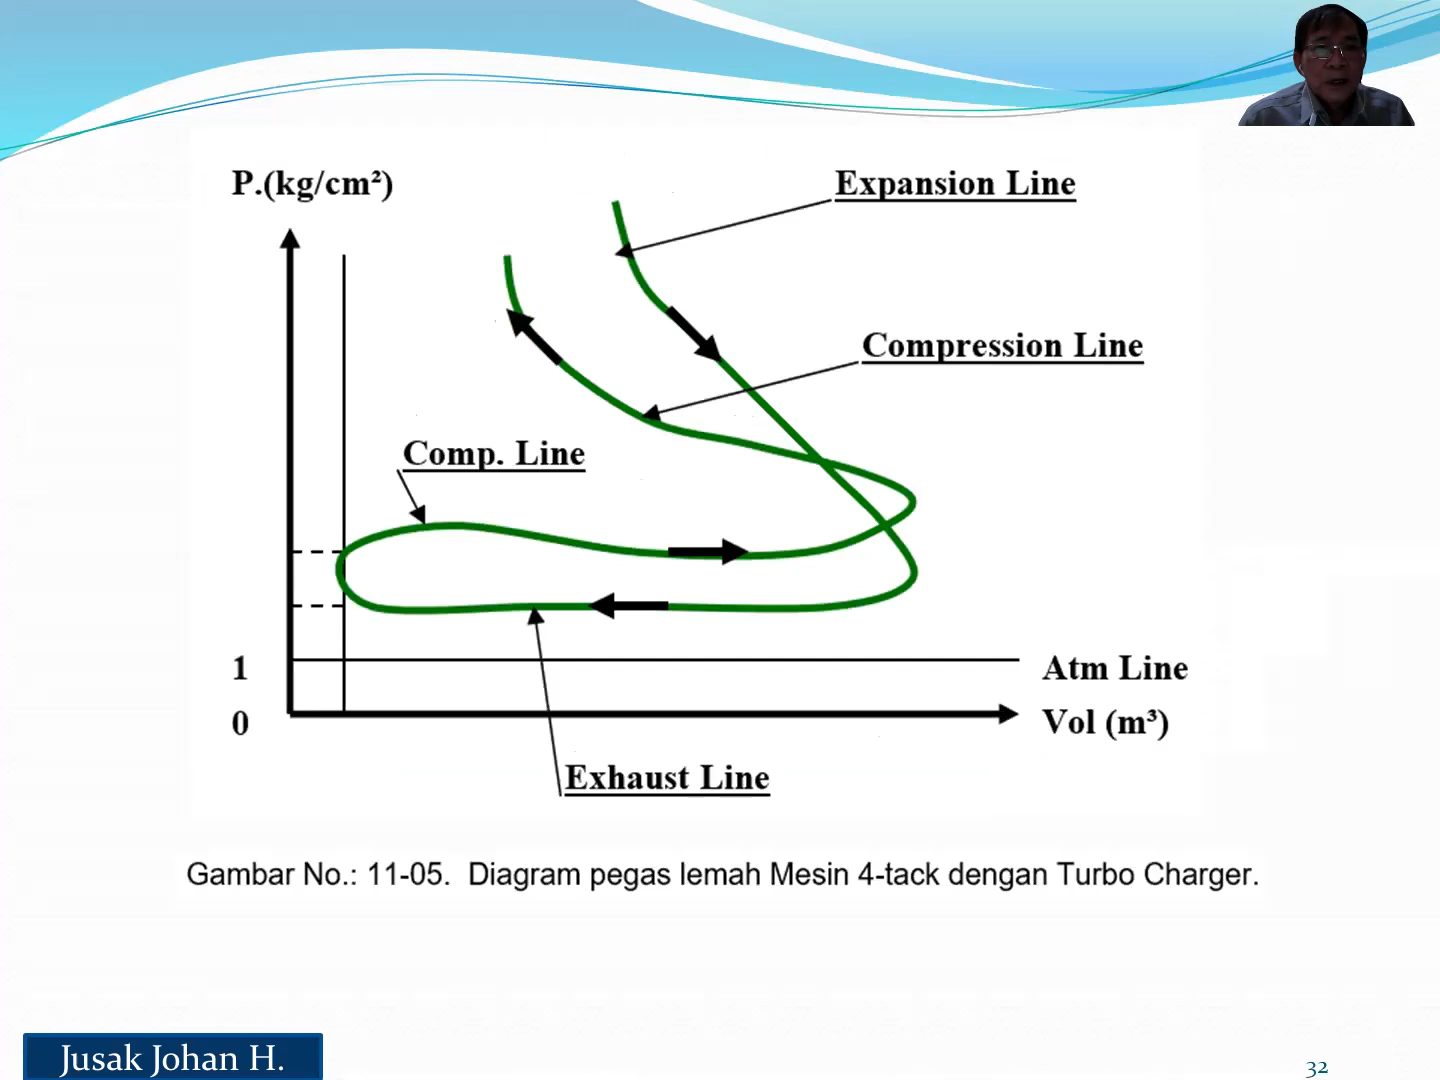 P.(kg/cm²)
Expansion Line
Compression Line
Comp. Line
1
Atm Line
0
Vol (m³)
Exhaust Line
Gambar No.: 11-05. Diagram pegas lemah Mesin 4-tack dengan Turbo Charger.
Jusak Johan H.
32